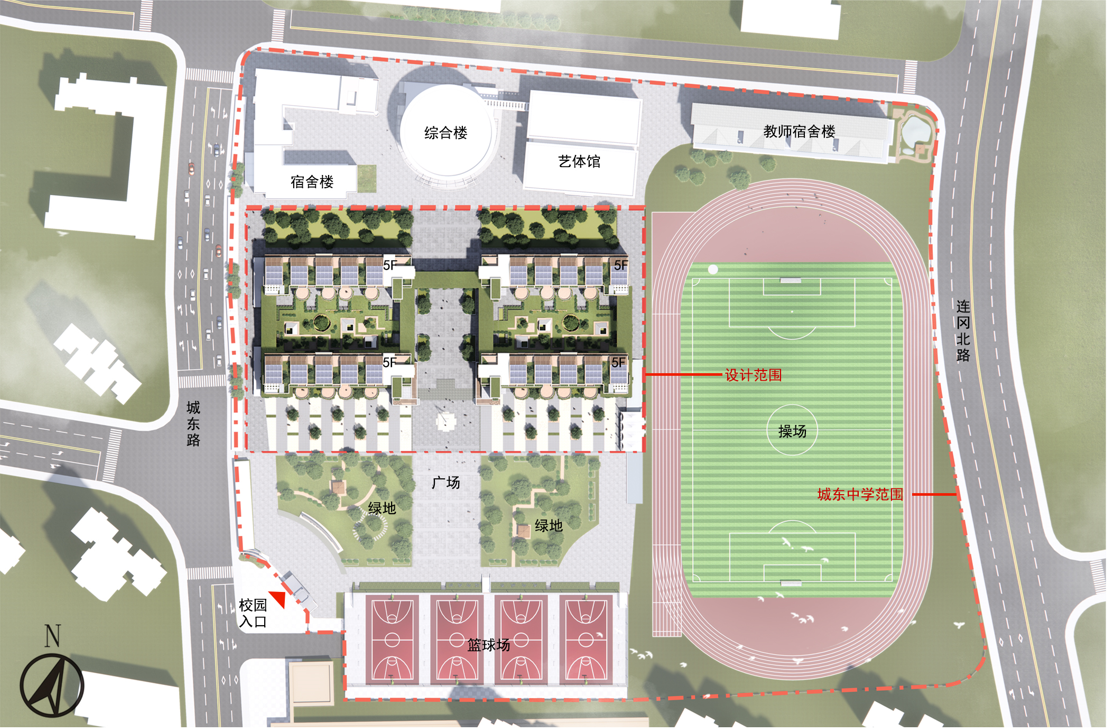 综合楼
教师宿舍楼
艺体馆
宿舍楼
5F
5F
连冈北路
5F
5F
设计范围
城东路
操场
广场
城东中学范围
绿地
绿地
校园
入口
篮球场
N